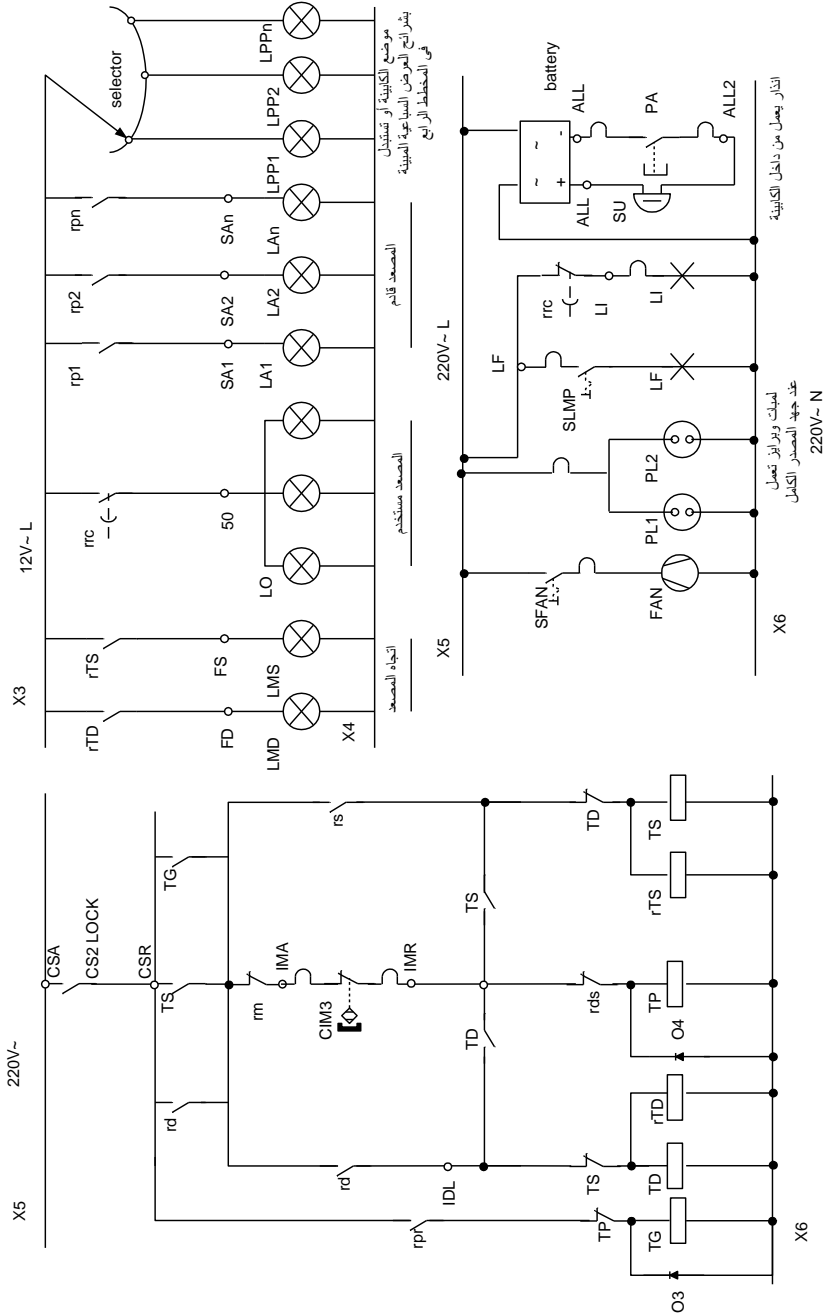 X5
220V~
CSA
CS2 LOCK
CSR
rd
TS
TG
rm
IMA
CIM3
IMR
rs
rd
IDL
TD
TS
rpr
TP
TS
rds
TD
TG
TD
rTD
TP
rTS
TS
O3
O4
X6
X3
12V~ L
selector
rTD
rTS
rrc
rp1
rp2
rpn
FD
FS
50
SA1
SA2
SAn
LMD
LMS
LO
LA1
LA2
LAn
LPP1
LPP2
LPPn
X4
اتجاه المصعد
المصعد مستخدم
المصعد قادم
موضع الكابينة أو تستبدل
بشرائح العرض السباعية المبينة
فى المخطط الرابع
X5
220V~ L
battery
~ ~
+ -
ALL
ALL
SU
PA
ALL2
LF
rrc
LI
LI
SLMP
LF
SFAN
FAN
PL1
PL2
X6
لمبات وبرايز تعمل
عند جهد المصدر الكامل
220V~ N
انذار يعمل من داخل الكابينة